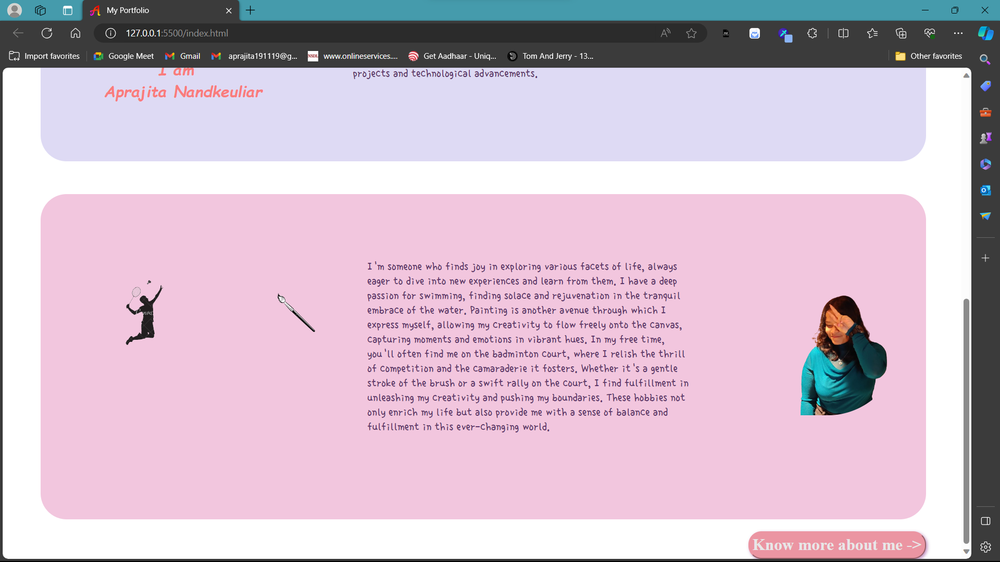 My Portfolio
127.0.0.1:5500/index.html
Import favorites
Google Meet
Gmail
aprajita191119@g...
NSDL
www.onlineservices....
Get Aadhaar - Uniq...
Tom And Jerry - 13...
Other favorites
I am
Aprajita Nandkeuliar
projects and technological advancements.
I'm someone who finds joy in exploring various facets of life, always
eager to dive into new experiences and learn from them. I have a deep
passion for swimming, finding solace and rejuvenation in the tranquil
embrace of the water. Painting is another avenue through which I
express myself, allowing my creativity to flow freely onto the canvas,
capturing moments and emotions in vibrant hues. In my free time,
you'll often find me on the badminton court, where I relish the thrill
of competition and the camaraderie it fosters. Whether it's a gentle
stroke of the brush or a swift rally on the court, I find fulfillment in
unleashing my creativity and pushing my boundaries. These hobbies not
only enrich my life but also provide me with a sense of balance and
fulfillment in this ever-changing world.
Know more about me ->